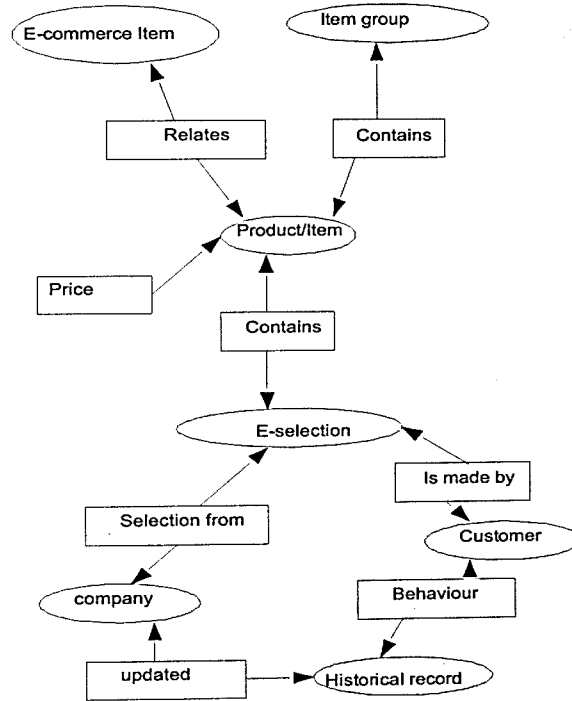 E-commerce Item
Item group
Relates
Contains
Product/Item
Price
Contains
E-selection
Is made by
Selection from
Customer
company
Behaviour
updated
Historical record